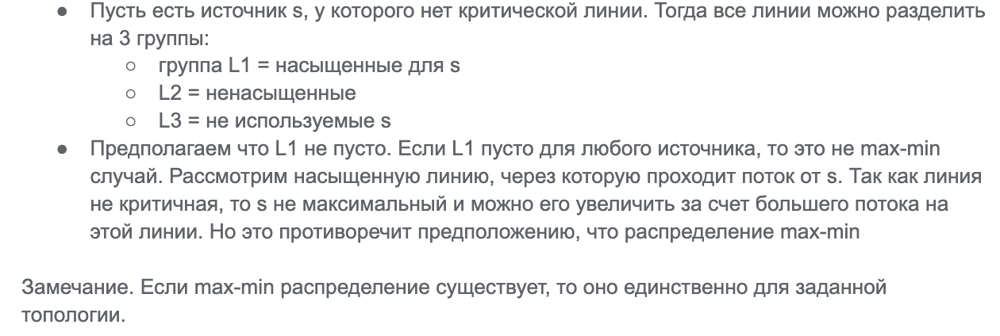 ● Пусть есть источник s, у которого нет критической линии. Тогда все линии можно разделить
на 3 группы:
○ группа L1 = насыщенные для s
○ L2 = ненасыщенные
○ L3 = не используемые s
● Предполагаем что L1 не пусто. Если L1 пусто для любого источника, то это не max-min
случай. Рассмотрим насыщенную линию, через которую проходит поток от s. Так как линия
не критичная, то s не максимальный и можно его увеличить за счет большего потока на
этой линии. Но это противоречит предположению, что распределение max-min
Замечание. Если max-min распределение существует, то оно единственно для заданной
топологии.